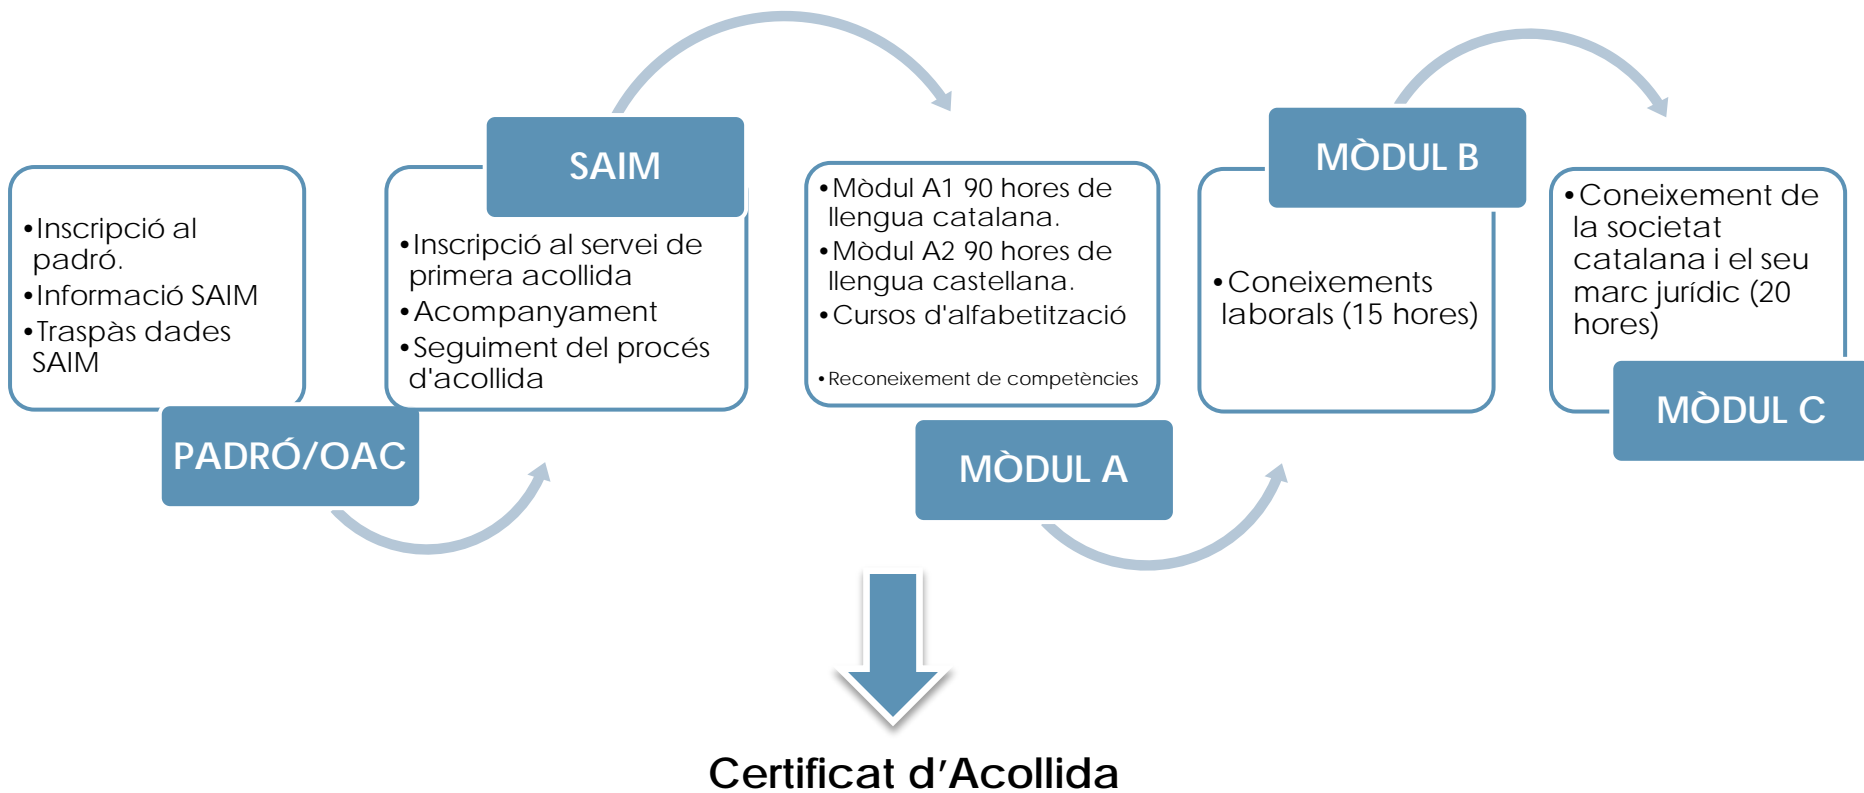 •Inscripció al
padró.
•Informació SAIM
•Traspàs dades
SAIM
PADRÓ/OAC
SAIM
•Inscripció al servei de
primera acollida
•Acompanyament
•Seguiment del procés
d'acollida
•Mòdul A1 90 hores de
llengua catalana.
•Mòdul A2 90 hores de
llengua castellana.
•Cursos d'alfabetització
•Reconeixement de competències
MÒDUL A
MÒDUL B
•Coneixements
laborals (15 hores)
•Coneixement de
la societat
catalana i el seu
marc jurídic (20
hores)
MÒDUL C
Certificat d’Acollida